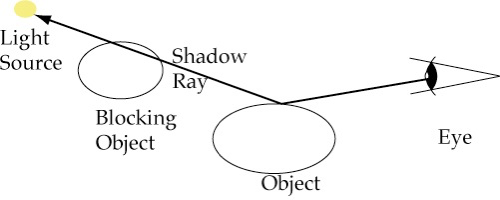 Light
Source
Shadow
Ray
Blocking
Object
Eye
Object